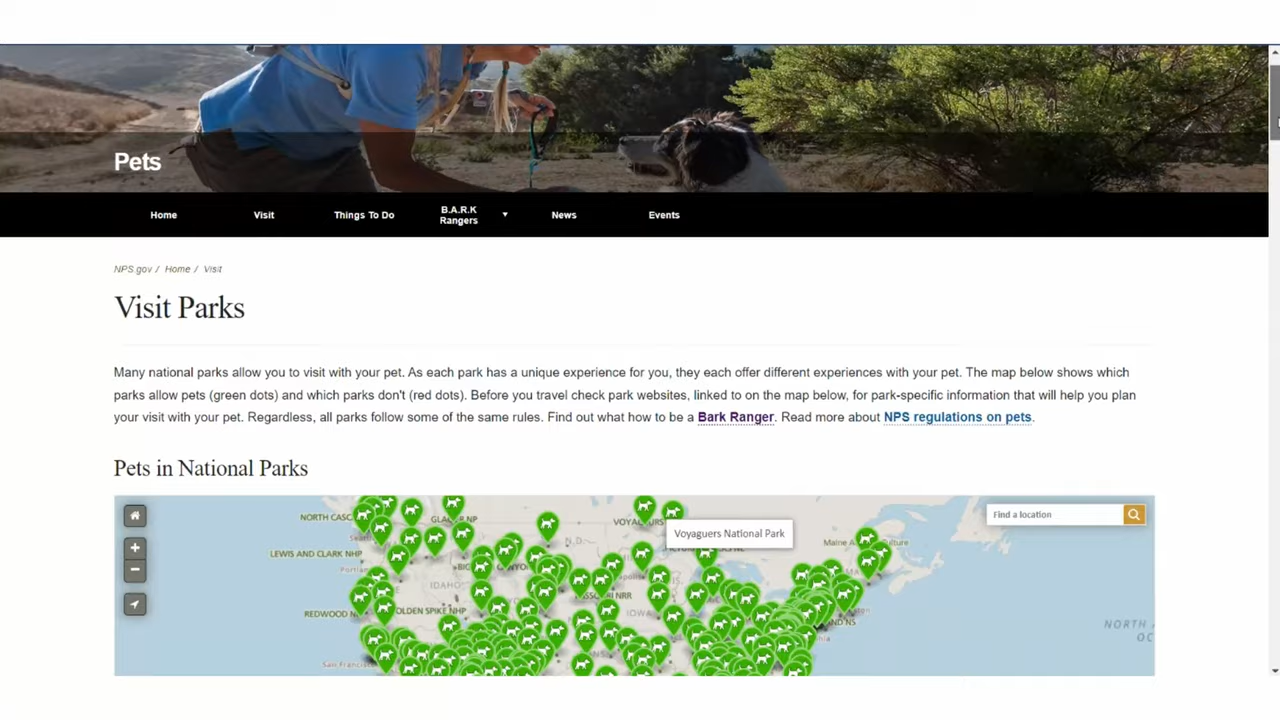 Pets
Home
Visit
Things To Do
B.A.R.K
Rangers
News
Events
NPS.gov / Home / Visit
Visit Parks
Many national parks allow you to visit with your pet. As each park has a unique experience for you, they each offer different experiences with your pet. The map below shows which
parks allow pets (green dots) and which parks don't (red dots). Before you travel check park websites, linked to on the map below, for park-specific information that will help you plan
your visit with your pet. Regardless, all parks follow some of the same rules. Find out what how to be a Bark Ranger. Read more about NPS regulations on pets.
Pets in National Parks
Find a location
NORTH CASC
GLACIER NP
VOYAGEURS
Voyaguers National Park
Seattle
N.D.
Maine
LEWIS AND CLARK NHP
IDAHO
REDWOOD N
GOLDEN SPIKE NHP
IOWA
NORTH
OC
San Francisco